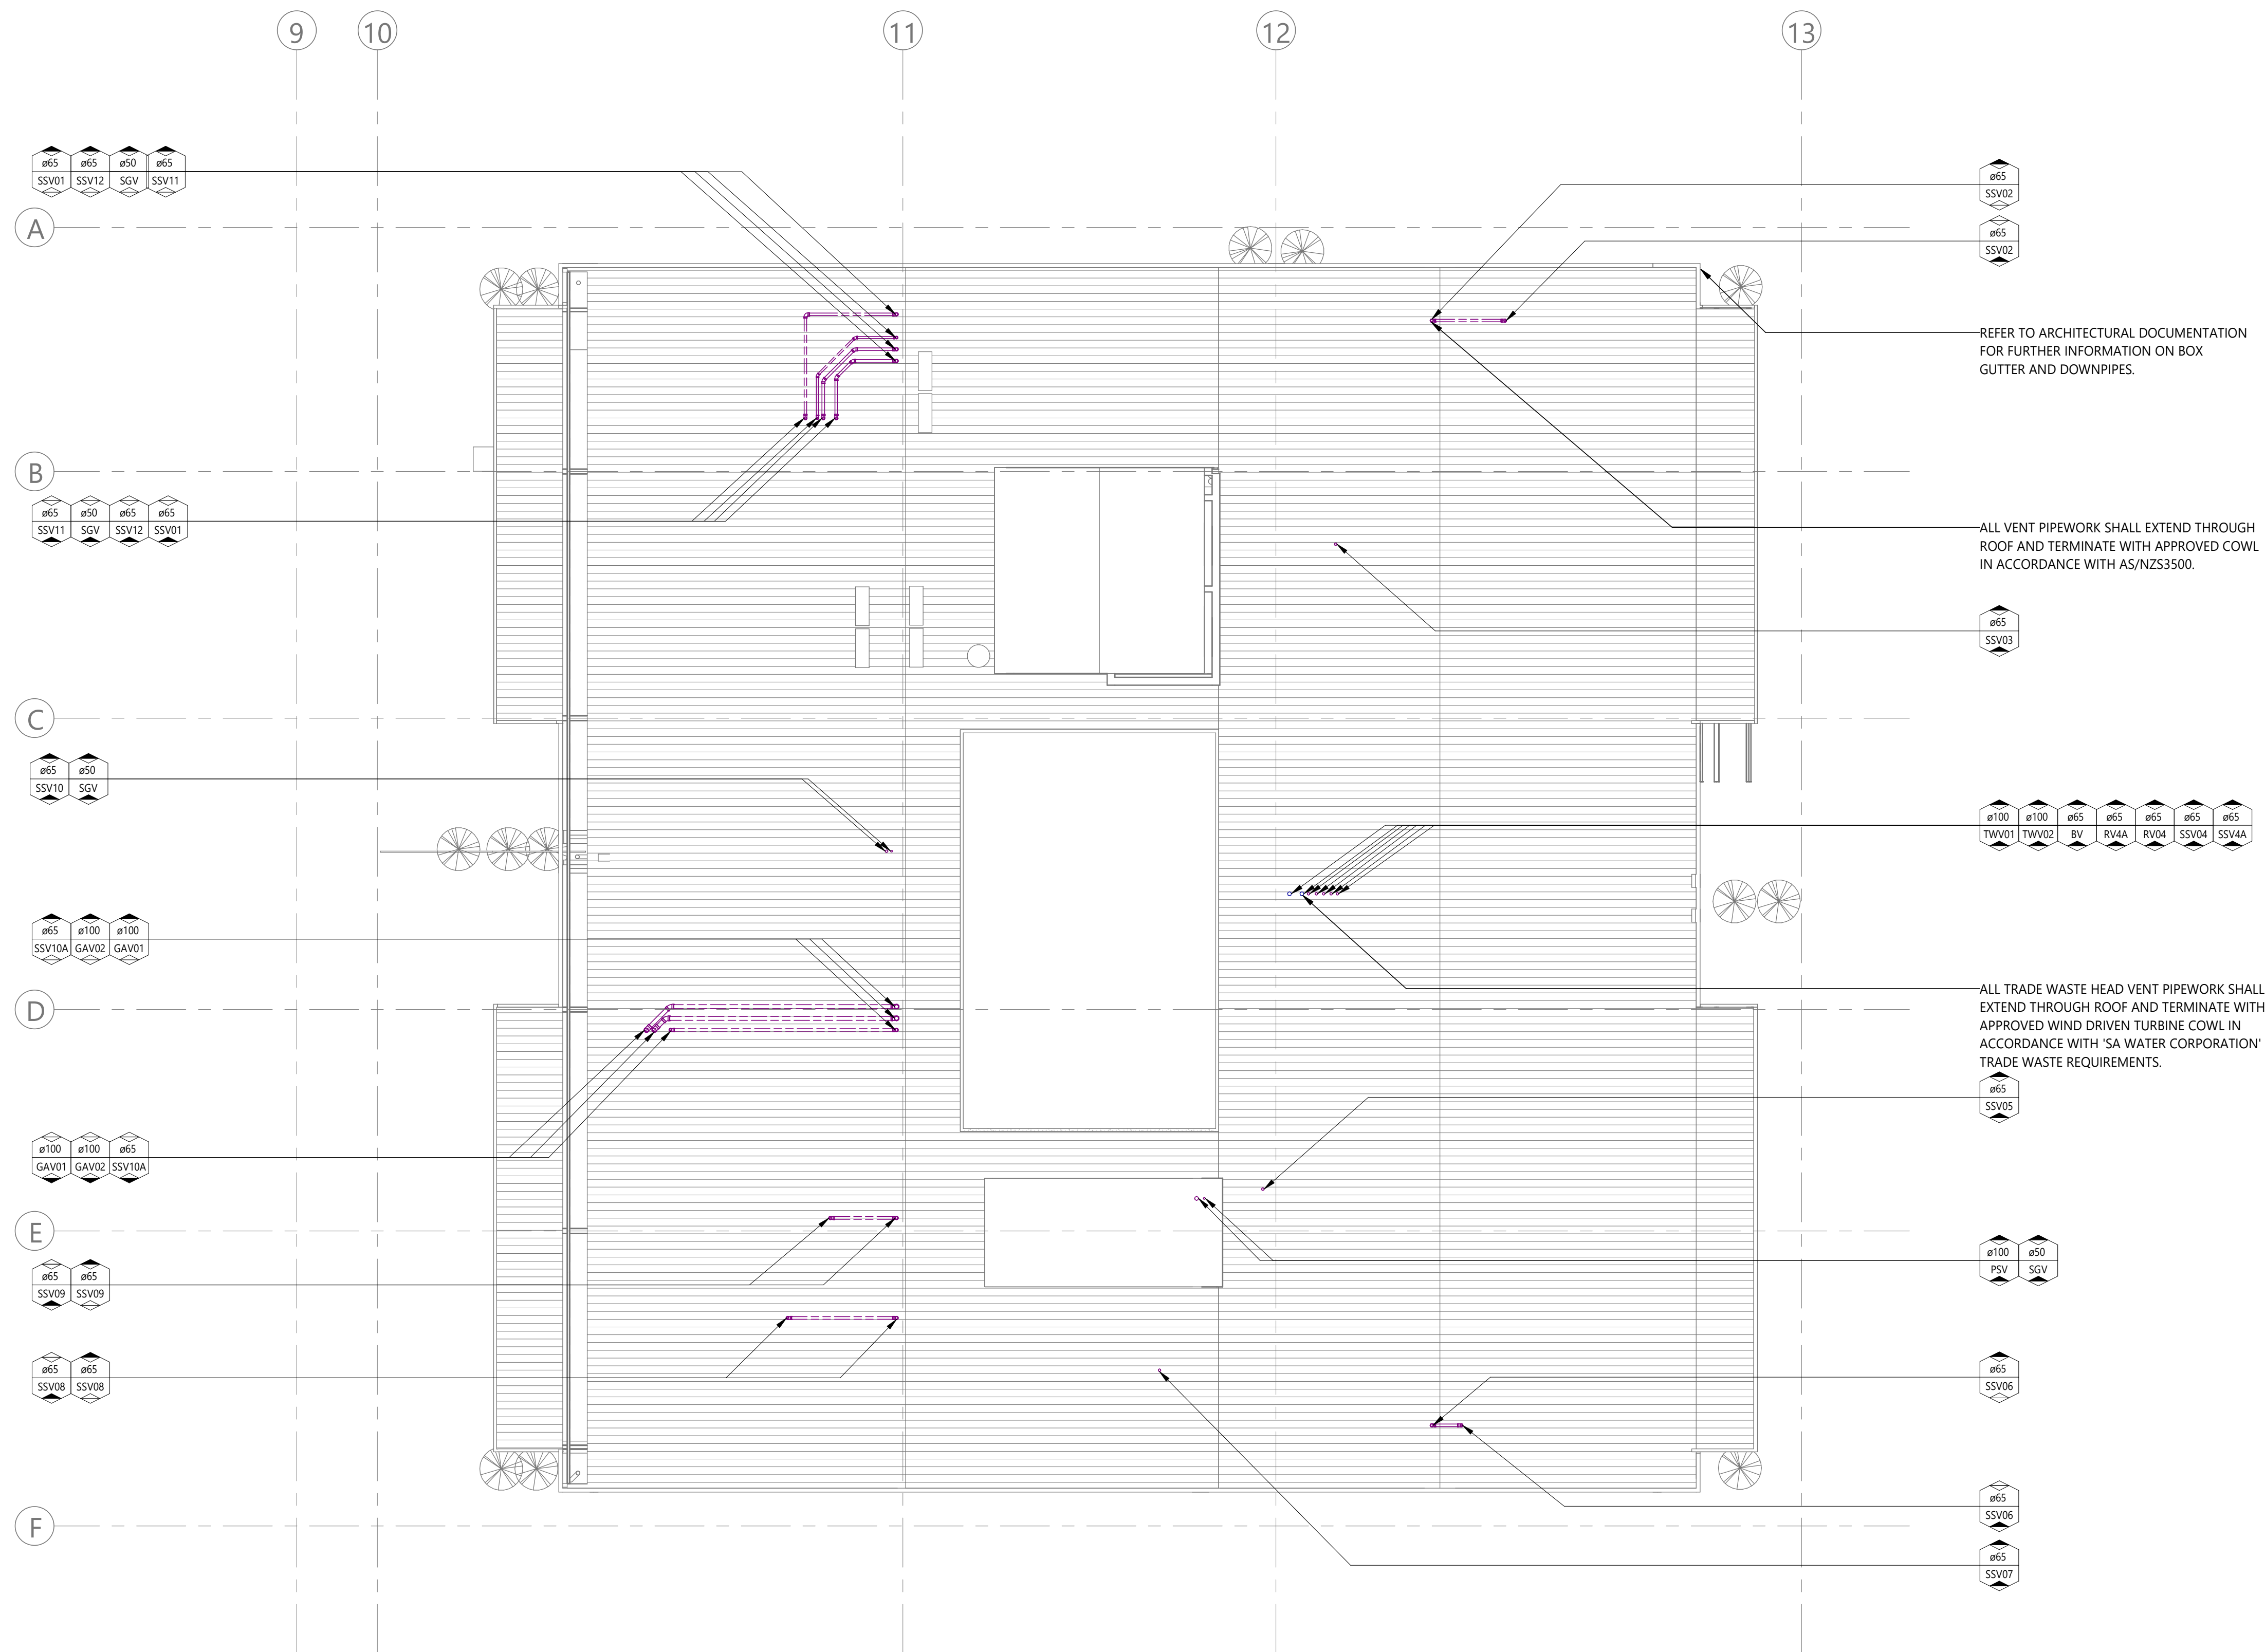 9 10 11 12 13
ø65 ø65 ø50 ø65
SSV01 SSV12 SGV SSV11
ø65
SSV02
A
ø65
SSV02
REFER TO ARCHITECTURAL DOCUMENTATION
FOR FURTHER INFORMATION ON BOX
GUTTER AND DOWNPIPES.
B
ø65 ø50 ø65 ø65
SSV11 SGV SSV12 SSV01
ALL VENT PIPEWORK SHALL EXTEND THROUGH
ROOF AND TERMINATE WITH APPROVED COWL
IN ACCORDANCE WITH AS/NZS3500.
ø65
SSV03
C
ø65 ø50
SSV10 SGV
ø100 ø100 ø65 ø65 ø65 ø65 ø65
TWV01 TWV02 BV RV4A RV04 SSV04 SSV4A
ø65 ø100 ø100
SSV10A GAV02 GAV01
D
ALL TRADE WASTE HEAD VENT PIPEWORK SHALL
EXTEND THROUGH ROOF AND TERMINATE WITH
APPROVED WIND DRIVEN TURBINE COWL IN
ACCORDANCE WITH 'SA WATER CORPORATION'
TRADE WASTE REQUIREMENTS.
ø65
SSV05
ø100 ø100 ø65
GAV01 GAV02 SSV10A
E
ø100 ø50
PSV SGV
ø65 ø65
SSV09 SSV09
ø65 ø65
SSV08 SSV08
ø65
SSV06
ø65
SSV06
F
ø65
SSV07